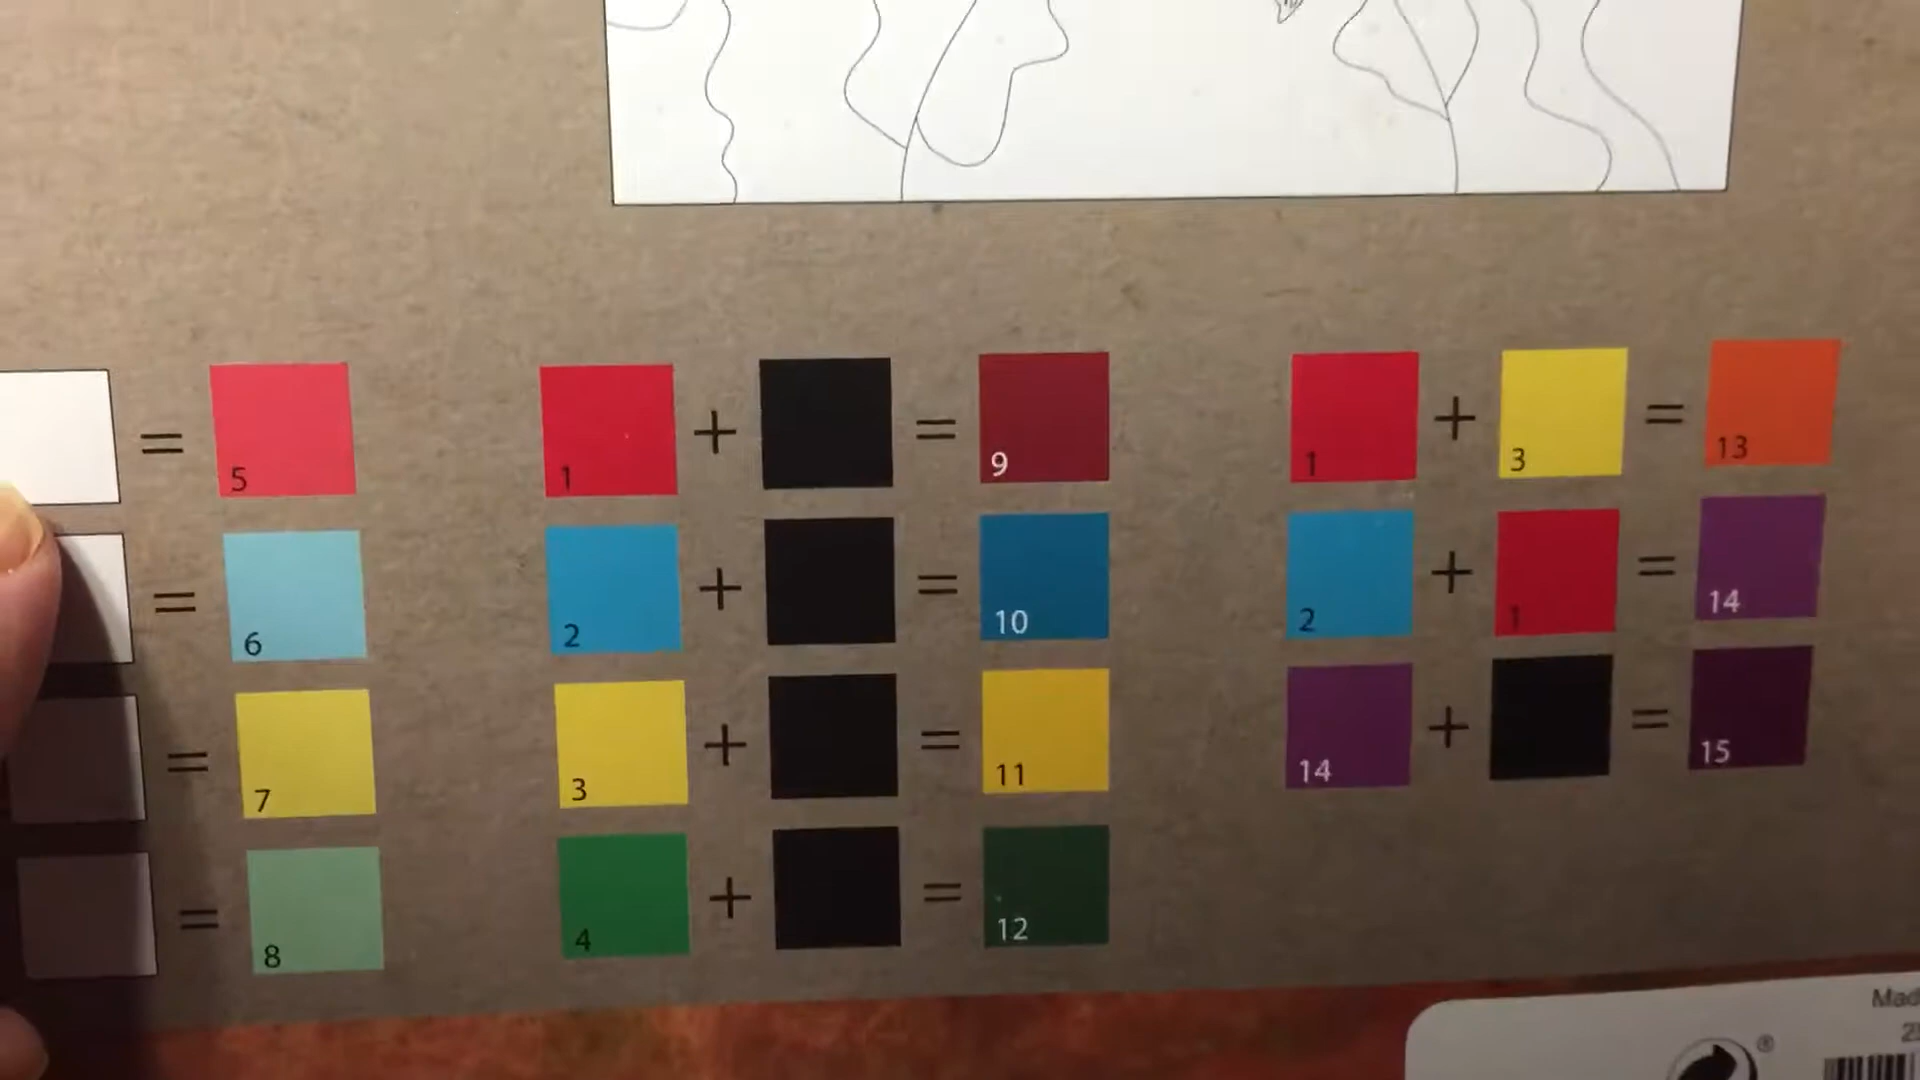 = 5 1 + = 9 1 + 3 = 13
= 6 2 + = 10 2 + 1 = 14
= 7 3 + = 11 14 + = 15
= 8 4 + = 12
®